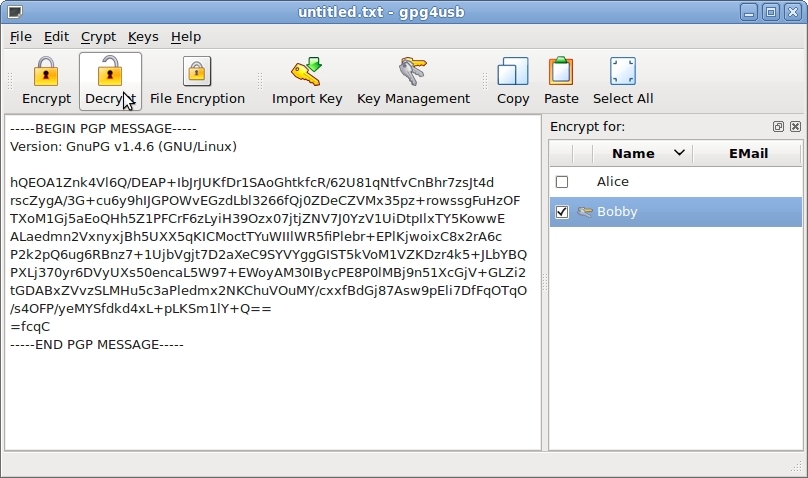 untitled.txt - gpg4usb
File Edit Crypt Keys Help
Encrypt Decrypt File Encryption Import Key Key Management Copy Paste Select All
-----BEGIN PGP MESSAGE-----
Version: GnuPG v1.4.6 (GNU/Linux)
hQEOA1Znk4Vl6Q/DEAP+IbJrJUKfDr1SAoGhtkfcR/62U81qNtfvCnBhr7zsJt4d
rscZygA/3G+cu6y9hIJGPOWvEGzdLbl3266fQj0ZDeCZVMx35pz+rowssgFuHzOF
TXoM1Gj5aEoQHh5Z1PFCrF6zLyiH39Ozx07jtjZNV7J0YzV1UiDtpIlxTY5KowwE
ALaedmn2VxnyxjBh5UXX5qKICMoctTYuWIIlWR5fiPlebr+EPlKjwoixC8x2rA6c
P2k2pQ6ug6RBnz7+1UjbVgjt7D2aXeC9SYVYggGIST5kVoM1VZKDzr4k5+JLbYBQ
PXLj370yr6DVyUXs50encaL5W97+EWoyAM30IBycPE8P0lMBj9n51XcGjV+GLZi2
tGDABxZVvzSLMHu5c3aPledmx2NKChuVOuMY/cxxfBdGj87Asw9pEli7DfFqOTqO
/s4OFP/yeMYSfdkd4xL+pLKSm1lY+Q==
=fcqC
-----END PGP MESSAGE-----
Encrypt for:
Name EMail
Alice
Bobby